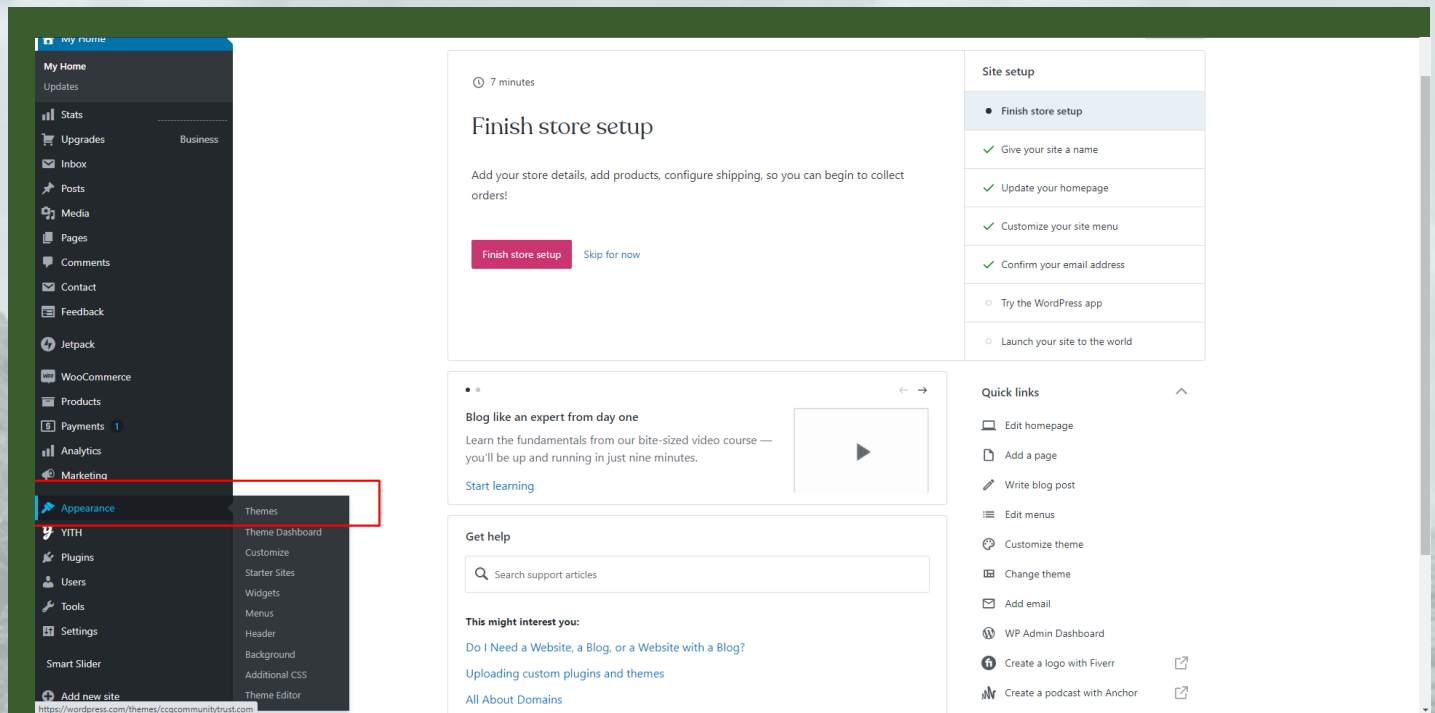 My Home
My Home
Updates
Stats
Upgrades Business
Inbox
Posts
Media
Pages
Comments
Contact
Feedback
Jetpack
WooCommerce
Products
Payments 1
Analytics
Marketing
Appearance
YITH
Plugins
Users
Tools
Settings
Smart Slider
Add new site
https://wordpress.com/themes/ccgcommunitytrust.com
Themes
Theme Dashboard
Customize
Starter Sites
Widgets
Menus
Header
Background
Additional CSS
Theme Editor
7 minutes
Finish store setup
Add your store details, add products, configure shipping, so you can begin to collect
orders!
Finish store setup Skip for now
Site setup
Finish store setup
Give your site a name
Update your homepage
Customize your site menu
Confirm your email address
Try the WordPress app
Launch your site to the world
Blog like an expert from day one
Learn the fundamentals from our bite-sized video course —
you'll be up and running in just nine minutes.
Start learning
Get help
Search support articles
This might interest you:
Do I Need a Website, a Blog, or a Website with a Blog?
Uploading custom plugins and themes
All About Domains
Quick links
Edit homepage
Add a page
Write blog post
Edit menus
Customize theme
Change theme
Add email
WP Admin Dashboard
Create a logo with Fiverr
Create a podcast with Anchor